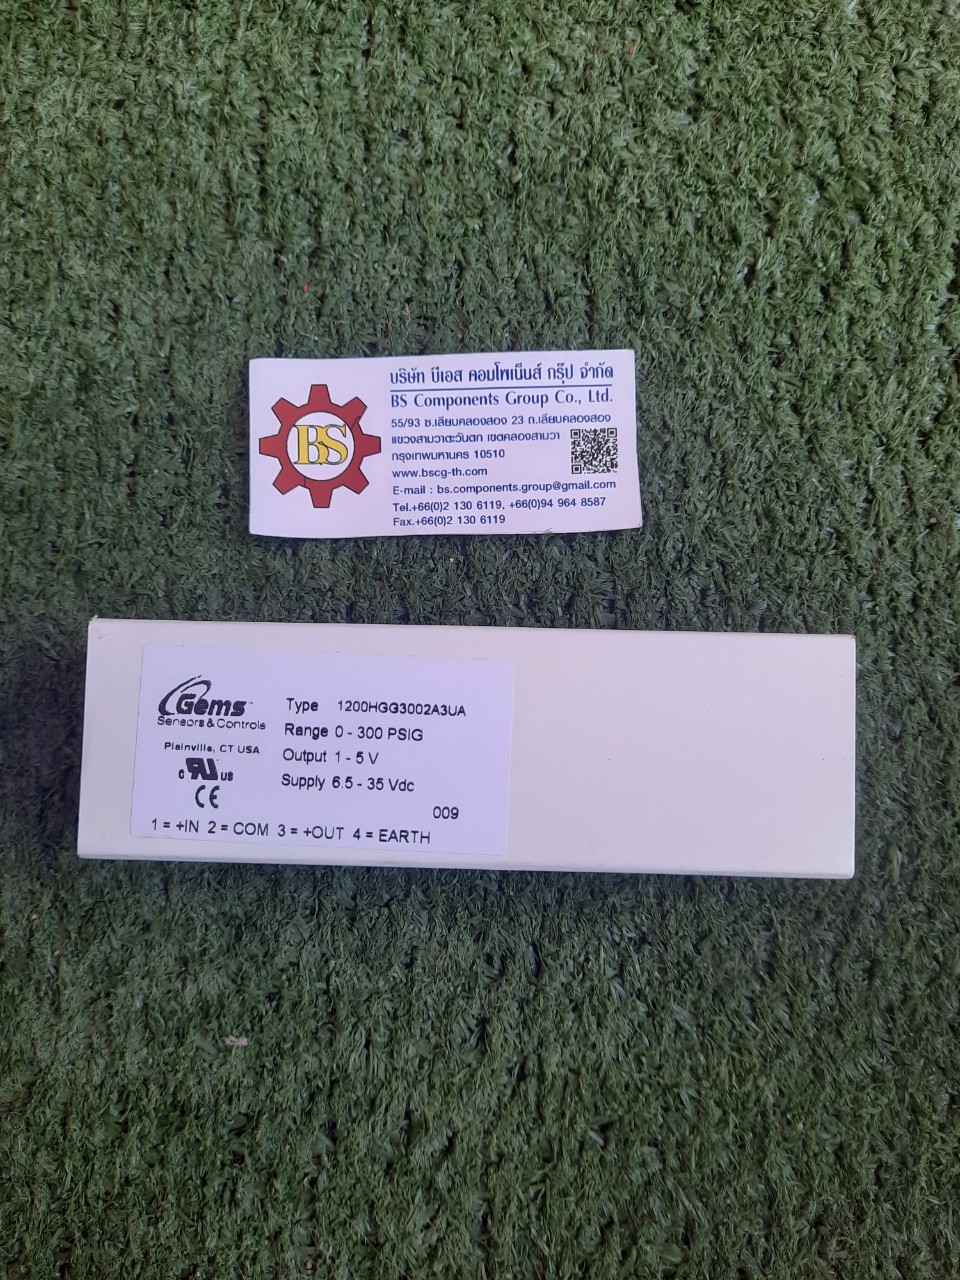 บริษัท บีเอส คอมโพเน็นส์ กรุ๊ป จำกัด
BS Components Group Co., Ltd.
55/93 ซ.เลียบคลองสอง 23 ถ.เลียบคลองสอง
แขวงสามวาตะวันตก เขตคลองสามวา
กรุงเทพมหานคร 10510
www.bscg-th.com
E-mail : bs.components.group@gmail.com
Tel.+66(0)2 130 6119, +66(0)94 964 8587
Fax.+66(0)2 130 6119
BS
Gems™
Sensors & Controls
Plainville, CT USA
c RU us
CE
Type 1200HGG3002A3UA
Range 0 - 300 PSIG
Output 1 - 5 V
Supply 6.5 - 35 Vdc
009
1 = +IN 2 = COM 3 = +OUT 4 = EARTH